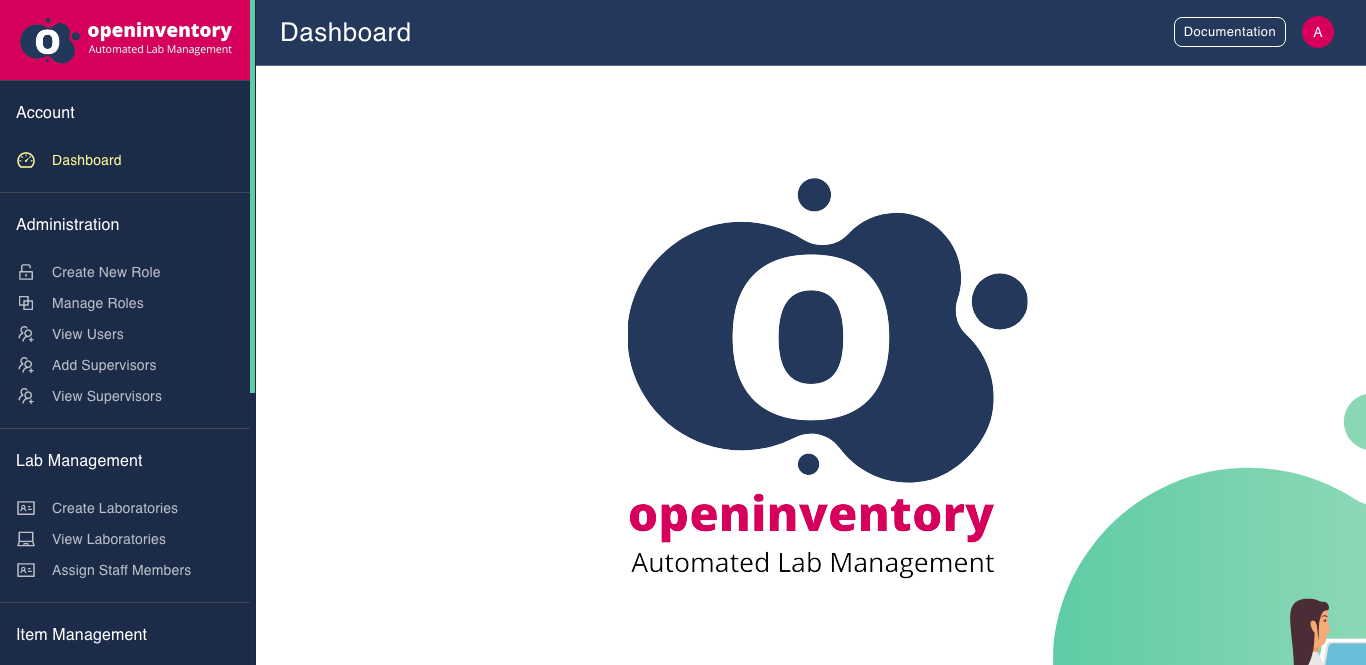 openinventory
Automated Lab Management
Dashboard
Documentation
A
Account
Dashboard
Administration
Create New Role
Manage Roles
View Users
Add Supervisors
View Supervisors
Lab Management
Create Laboratories
View Laboratories
Assign Staff Members
Item Management
o
openinventory
Automated Lab Management